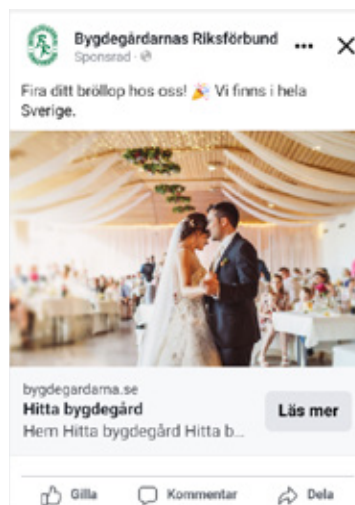 Bygdegårdarnas Riksförbund
Sponsrad ·
Fira ditt bröllop hos oss! 🎉 Vi finns i hela
Sverige.
bygdegardarna.se
Hitta bygdegård
Läs mer
Hem Hitta bygdegård Hitta b...
Gilla
Kommentar
Dela